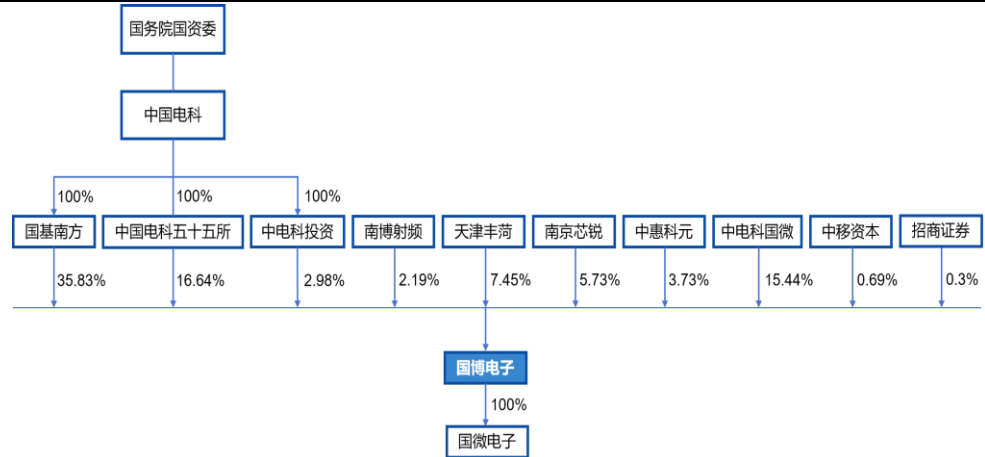 国务院国资委
中国电科
100%
100%
100%
国基南方
中国电科五十五所
中电科投资
南博射频
天津丰菏
南京芯锐
中惠科元
中电科国微
中移资本
招商证券
35.83%
16.64%
2.98%
2.19%
7.45%
5.73%
3.73%
15.44%
0.69%
0.3%
国博电子
100%
国微电子